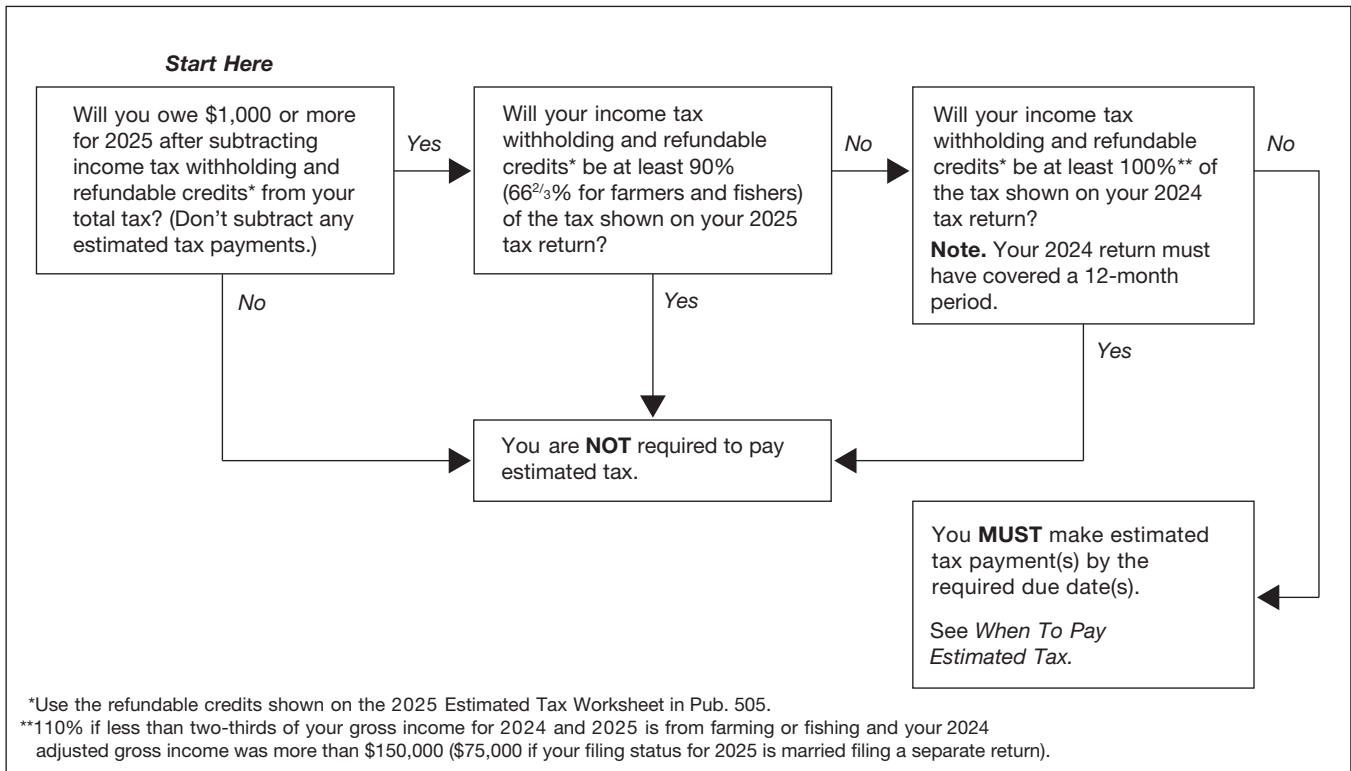 Start Here
Will you owe $1,000 or more
for 2025 after subtracting
income tax withholding and
refundable credits* from your
total tax? (Don’t subtract any
estimated tax payments.)
Yes
No
Will your income tax
withholding and refundable
credits* be at least 90%
(66 2/3% for farmers and fishers)
of the tax shown on your 2025
tax return?
No
Yes
Will your income tax
withholding and refundable
credits* be at least 100%** of
the tax shown on your 2024
tax return?
Note. Your 2024 return must
have covered a 12-month
period.
No
Yes
You are NOT required to pay
estimated tax.
You MUST make estimated
tax payment(s) by the
required due date(s).
See When To Pay
Estimated Tax.
*Use the refundable credits shown on the 2025 Estimated Tax Worksheet in Pub. 505.
**110% if less than two-thirds of your gross income for 2024 and 2025 is from farming or fishing and your 2024
adjusted gross income was more than $150,000 ($75,000 if your filing status for 2025 is married filing a separate return).